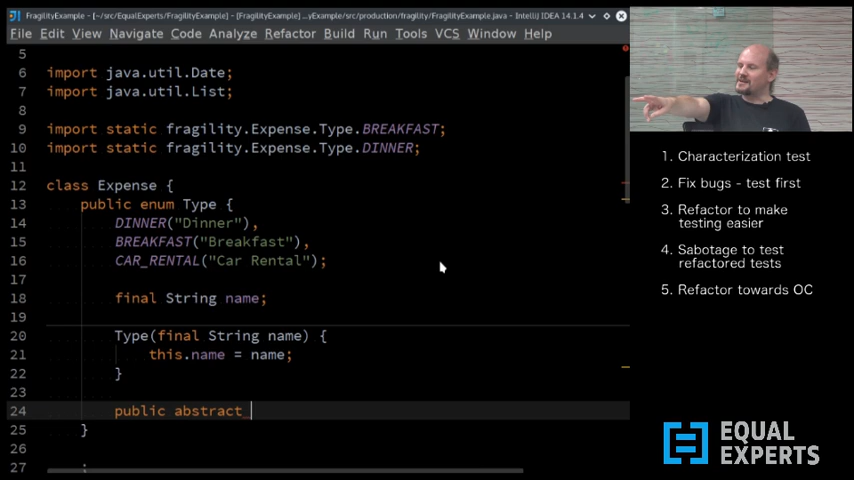 FragilityExample - [~/src/EqualExperts/FragilityExample] - [FragilityExample] ...yExample/src/production/fragility/FragilityExample.java - IntelliJ IDEA 14.1.4
File Edit View Navigate Code Analyze Refactor Build Run Tools VCS Window Help
5
6 import java.util.Date;
7 import java.util.List;
8
9 import static fragility.Expense.Type.BREAKFAST;
10 import static fragility.Expense.Type.DINNER;
11
12 class Expense {
13 public enum Type {
14 DINNER("Dinner"),
15 BREAKFAST("Breakfast"),
16 CAR_RENTAL("Car Rental");
17
18 final String name;
19
20 Type(final String name) {
21 this.name = name;
22 }
23
24 public abstract
25 }
26
27 ;
1. Characterization test
2. Fix bugs - test first
3. Refactor to make
testing easier
4. Sabotage to test
refactored tests
5. Refactor towards OC
EQUAL
EXPERTS